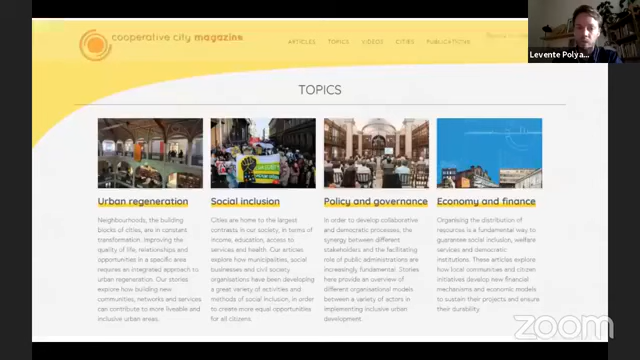 cooperative city magazine
ARTICLES TOPICS VIDEOS CITIES PUBLICATIONS
Levente Polya...
TOPICS
Urban regeneration
Neighbourhoods, the building
blocks of cities, are in constant
transformation. Improving the
quality of life, relationships and
opportunities in a specific area
requires an integrated approach to
urban regeneration. Our stories
explore how building new
communities, networks and services
can contribute to more liveable and
inclusive urban areas.
Social inclusion
Cities are home to the largest
contrasts in our society, in terms of
income, education, access to
services and health. Our articles
explore how municipalities, social
businesses and civil society
organisations have been developing
a great variety of activities and
methods of social inclusion, in order
to create more equal opportunities
for all citizens.
Policy and governance
In order to develop collaborative
and democratic processes, the
synergy between different
stakeholders and the facilitating
role of public administrations are
increasingly fundamental. Stories
here provide an overview of
different organisational models
between a variety of actors in
implementing inclusive urban
development.
Economy and finance
Organising the distribution of
resources is a fundamental way to
guarantee social inclusion, welfare
services and democratic
institutions. These articles explore
how local communities and citizen
initiatives develop new financial
mechanisms and economic models
to sustain their projects and ensure
their durability.
zoom